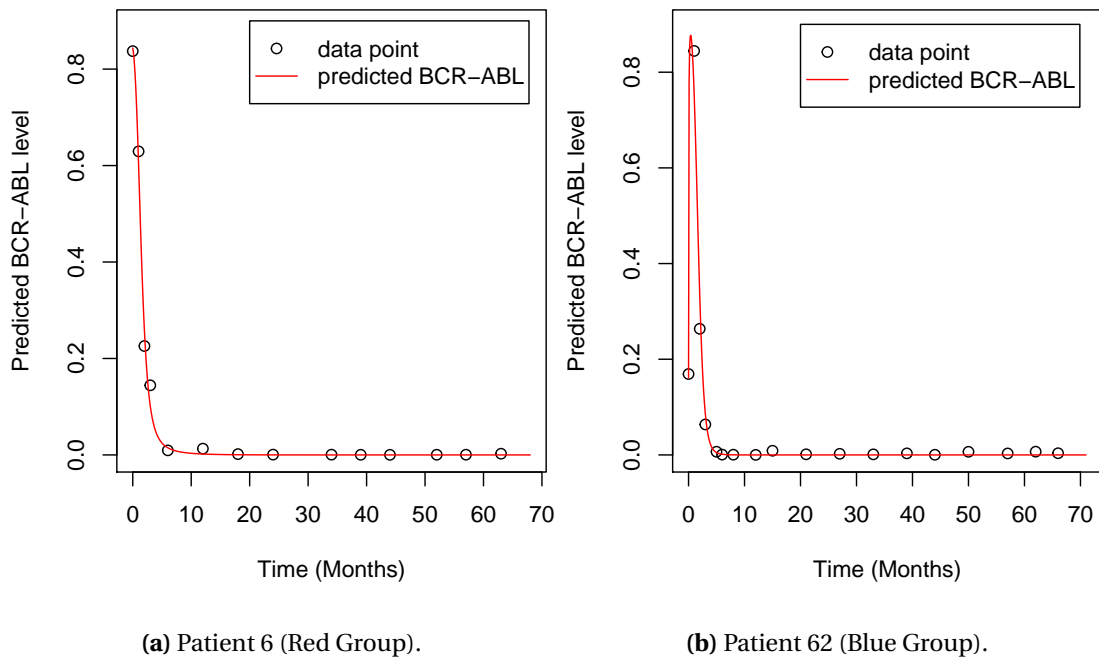 data point
predicted BCR−ABL
Predicted BCR−ABL level
0.0 0.2 0.4 0.6 0.8
0 10 20 30 40 50 60 70
Time (Months)
(a) Patient 6 (Red Group).
data point
predicted BCR−ABL
Predicted BCR−ABL level
0.0 0.2 0.4 0.6 0.8
0 10 20 30 40 50 60 70
Time (Months)
(b) Patient 62 (Blue Group).